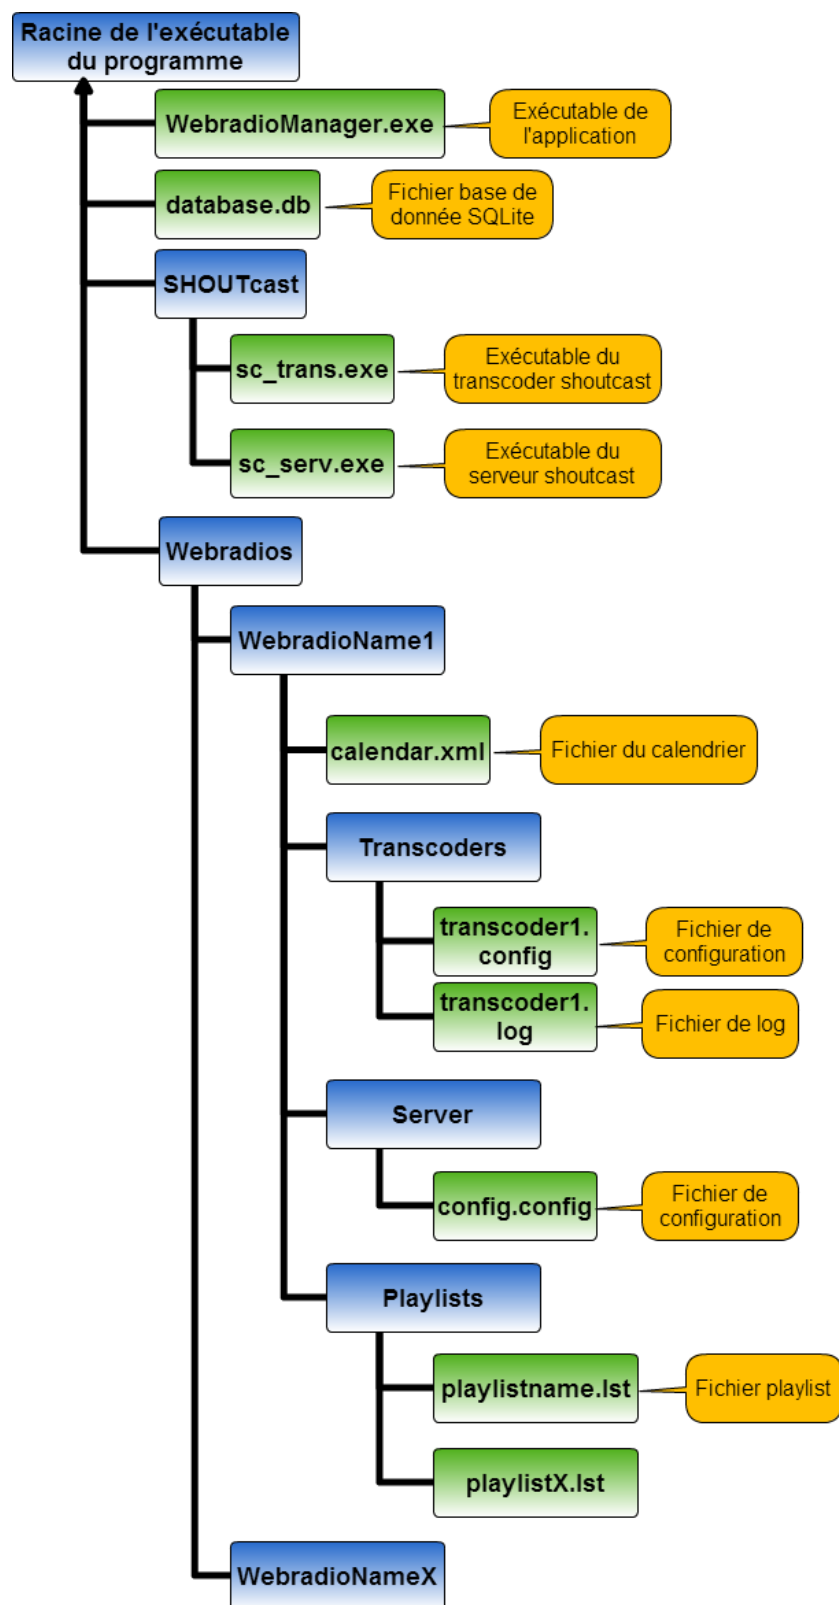 Racine de l'exécutable
du programme
WebradioManager.exe
Exécutable de
l'application
database.db
Fichier base de
donnée SQLite
SHOUTcast
sc_trans.exe
Exécutable du
transcoder shoutcast
sc_serv.exe
Exécutable du
serveur shoutcast
Webradios
WebradioName1
calendar.xml
Fichier du calendrier
Transcoders
transcoder1.
config
Fichier de
configuration
transcoder1.
log
Fichier de log
Server
config.config
Fichier de
configuration
Playlists
playlistname.lst
Fichier playlist
playlistX.lst
WebradioNameX